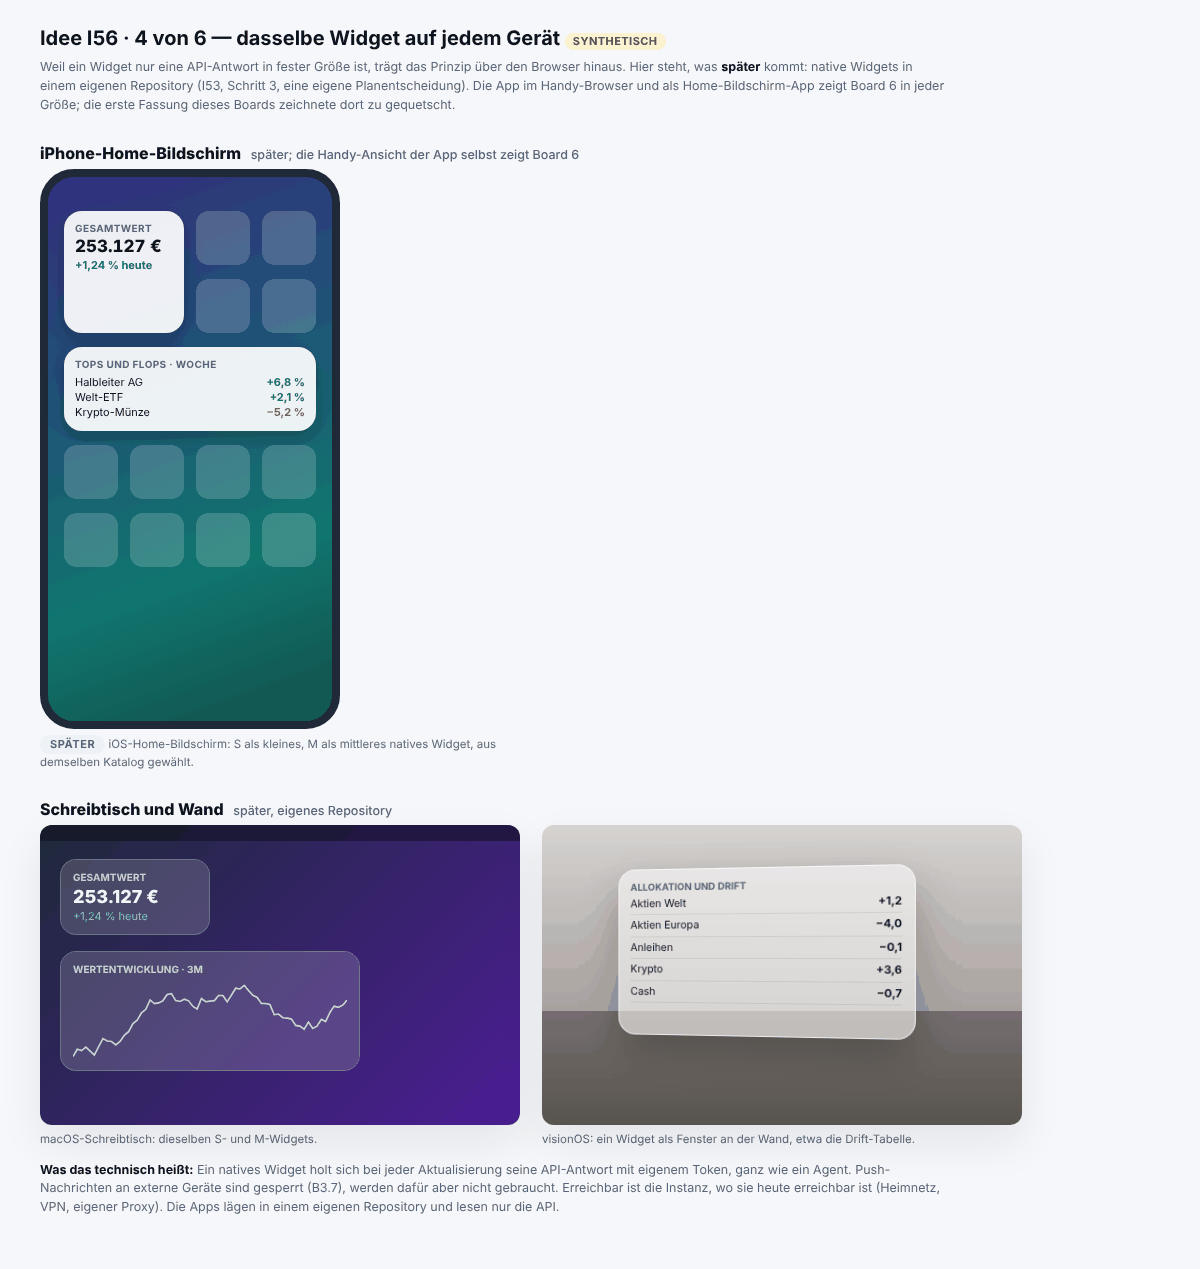 Idee I56 · 4 von 6 — dasselbe Widget auf jedem Gerät SYNTHETISCH
Weil ein Widget nur eine API-Antwort in fester Größe ist, trägt das Prinzip über den Browser hinaus. Hier steht, was später kommt: native Widgets in
einem eigenen Repository (I53, Schritt 3, eine eigene Planentscheidung). Die App im Handy-Browser und als Home-Bildschirm-App zeigt Board 6 in jeder
Größe; die erste Fassung dieses Boards zeichnete dort zu gequetscht.
iPhone-Home-Bildschirm später; die Handy-Ansicht der App selbst zeigt Board 6
GESAMTWERT
253.127 €
+1,24 % heute
TOPS UND FLOPS · WOCHE
Halbleiter AG +6,8 %
Welt-ETF +2,1 %
Krypto-Münze −5,2 %
SPÄTER iOS-Home-Bildschirm: S als kleines, M als mittleres natives Widget, aus
demselben Katalog gewählt.
Schreibtisch und Wand später, eigenes Repository
GESAMTWERT
253.127 €
+1,24 % heute
WERTENTWICKLUNG · 3M
ALLOKATION UND DRIFT
Aktien Welt +1,2
Aktien Europa −4,0
Anleihen −0,1
Krypto +3,6
Cash −0,7
macOS-Schreibtisch: dieselben S- und M-Widgets.
visionOS: ein Widget als Fenster an der Wand, etwa die Drift-Tabelle.
Was das technisch heißt: Ein natives Widget holt sich bei jeder Aktualisierung seine API-Antwort mit eigenem Token, ganz wie ein Agent. Push-
Nachrichten an externe Geräte sind gesperrt (B3.7), werden dafür aber nicht gebraucht. Erreichbar ist die Instanz, wo sie heute erreichbar ist (Heimnetz,
VPN, eigener Proxy). Die Apps lägen in einem eigenen Repository und lesen nur die API.